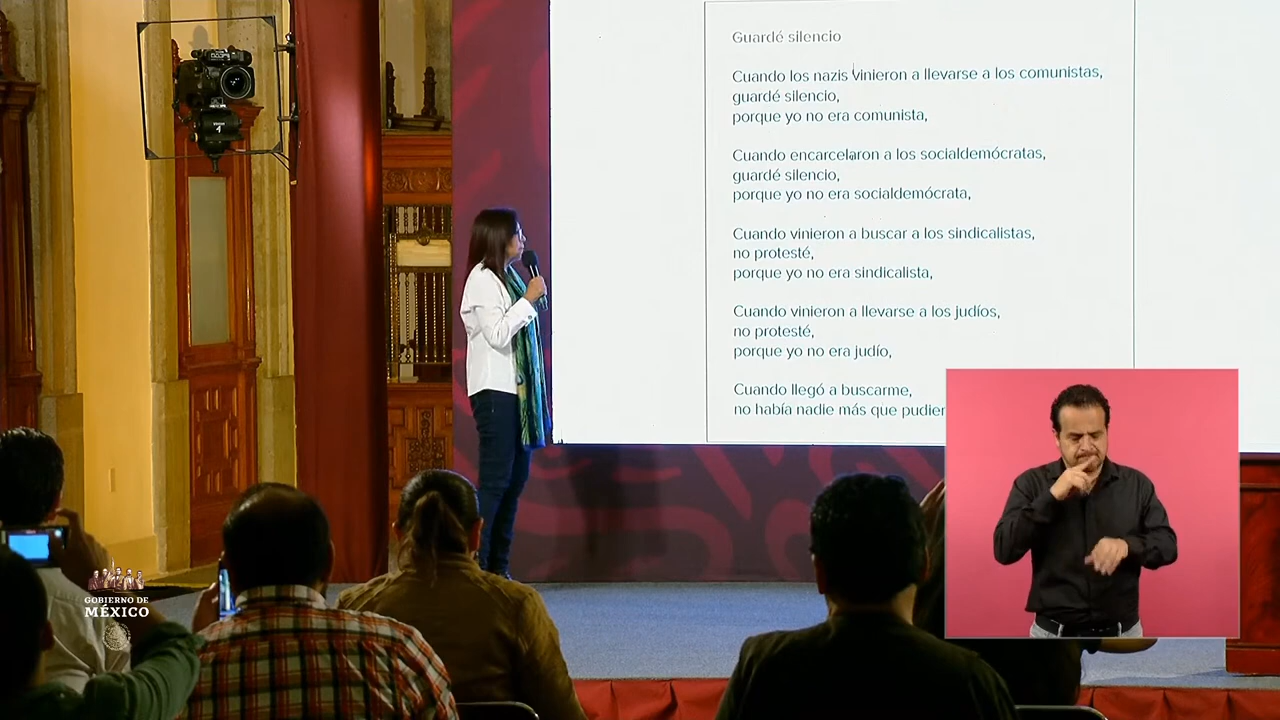 Guardé silencio
Cuando los nazis vinieron a llevarse a los comunistas,
guardé silencio,
porque yo no era comunista,
Cuando encarcelaron a los socialdemócratas,
guardé silencio,
porque yo no era socialdemócrata,
Cuando vinieron a buscar a los sindicalistas,
no protesté,
porque yo no era sindicalista,
Cuando vinieron a llevarse a los judíos,
no protesté,
porque yo no era judío,
Cuando llegó a buscarme,
no había nadie más que pudier
4
GOBIERNO DE
MÉXICO